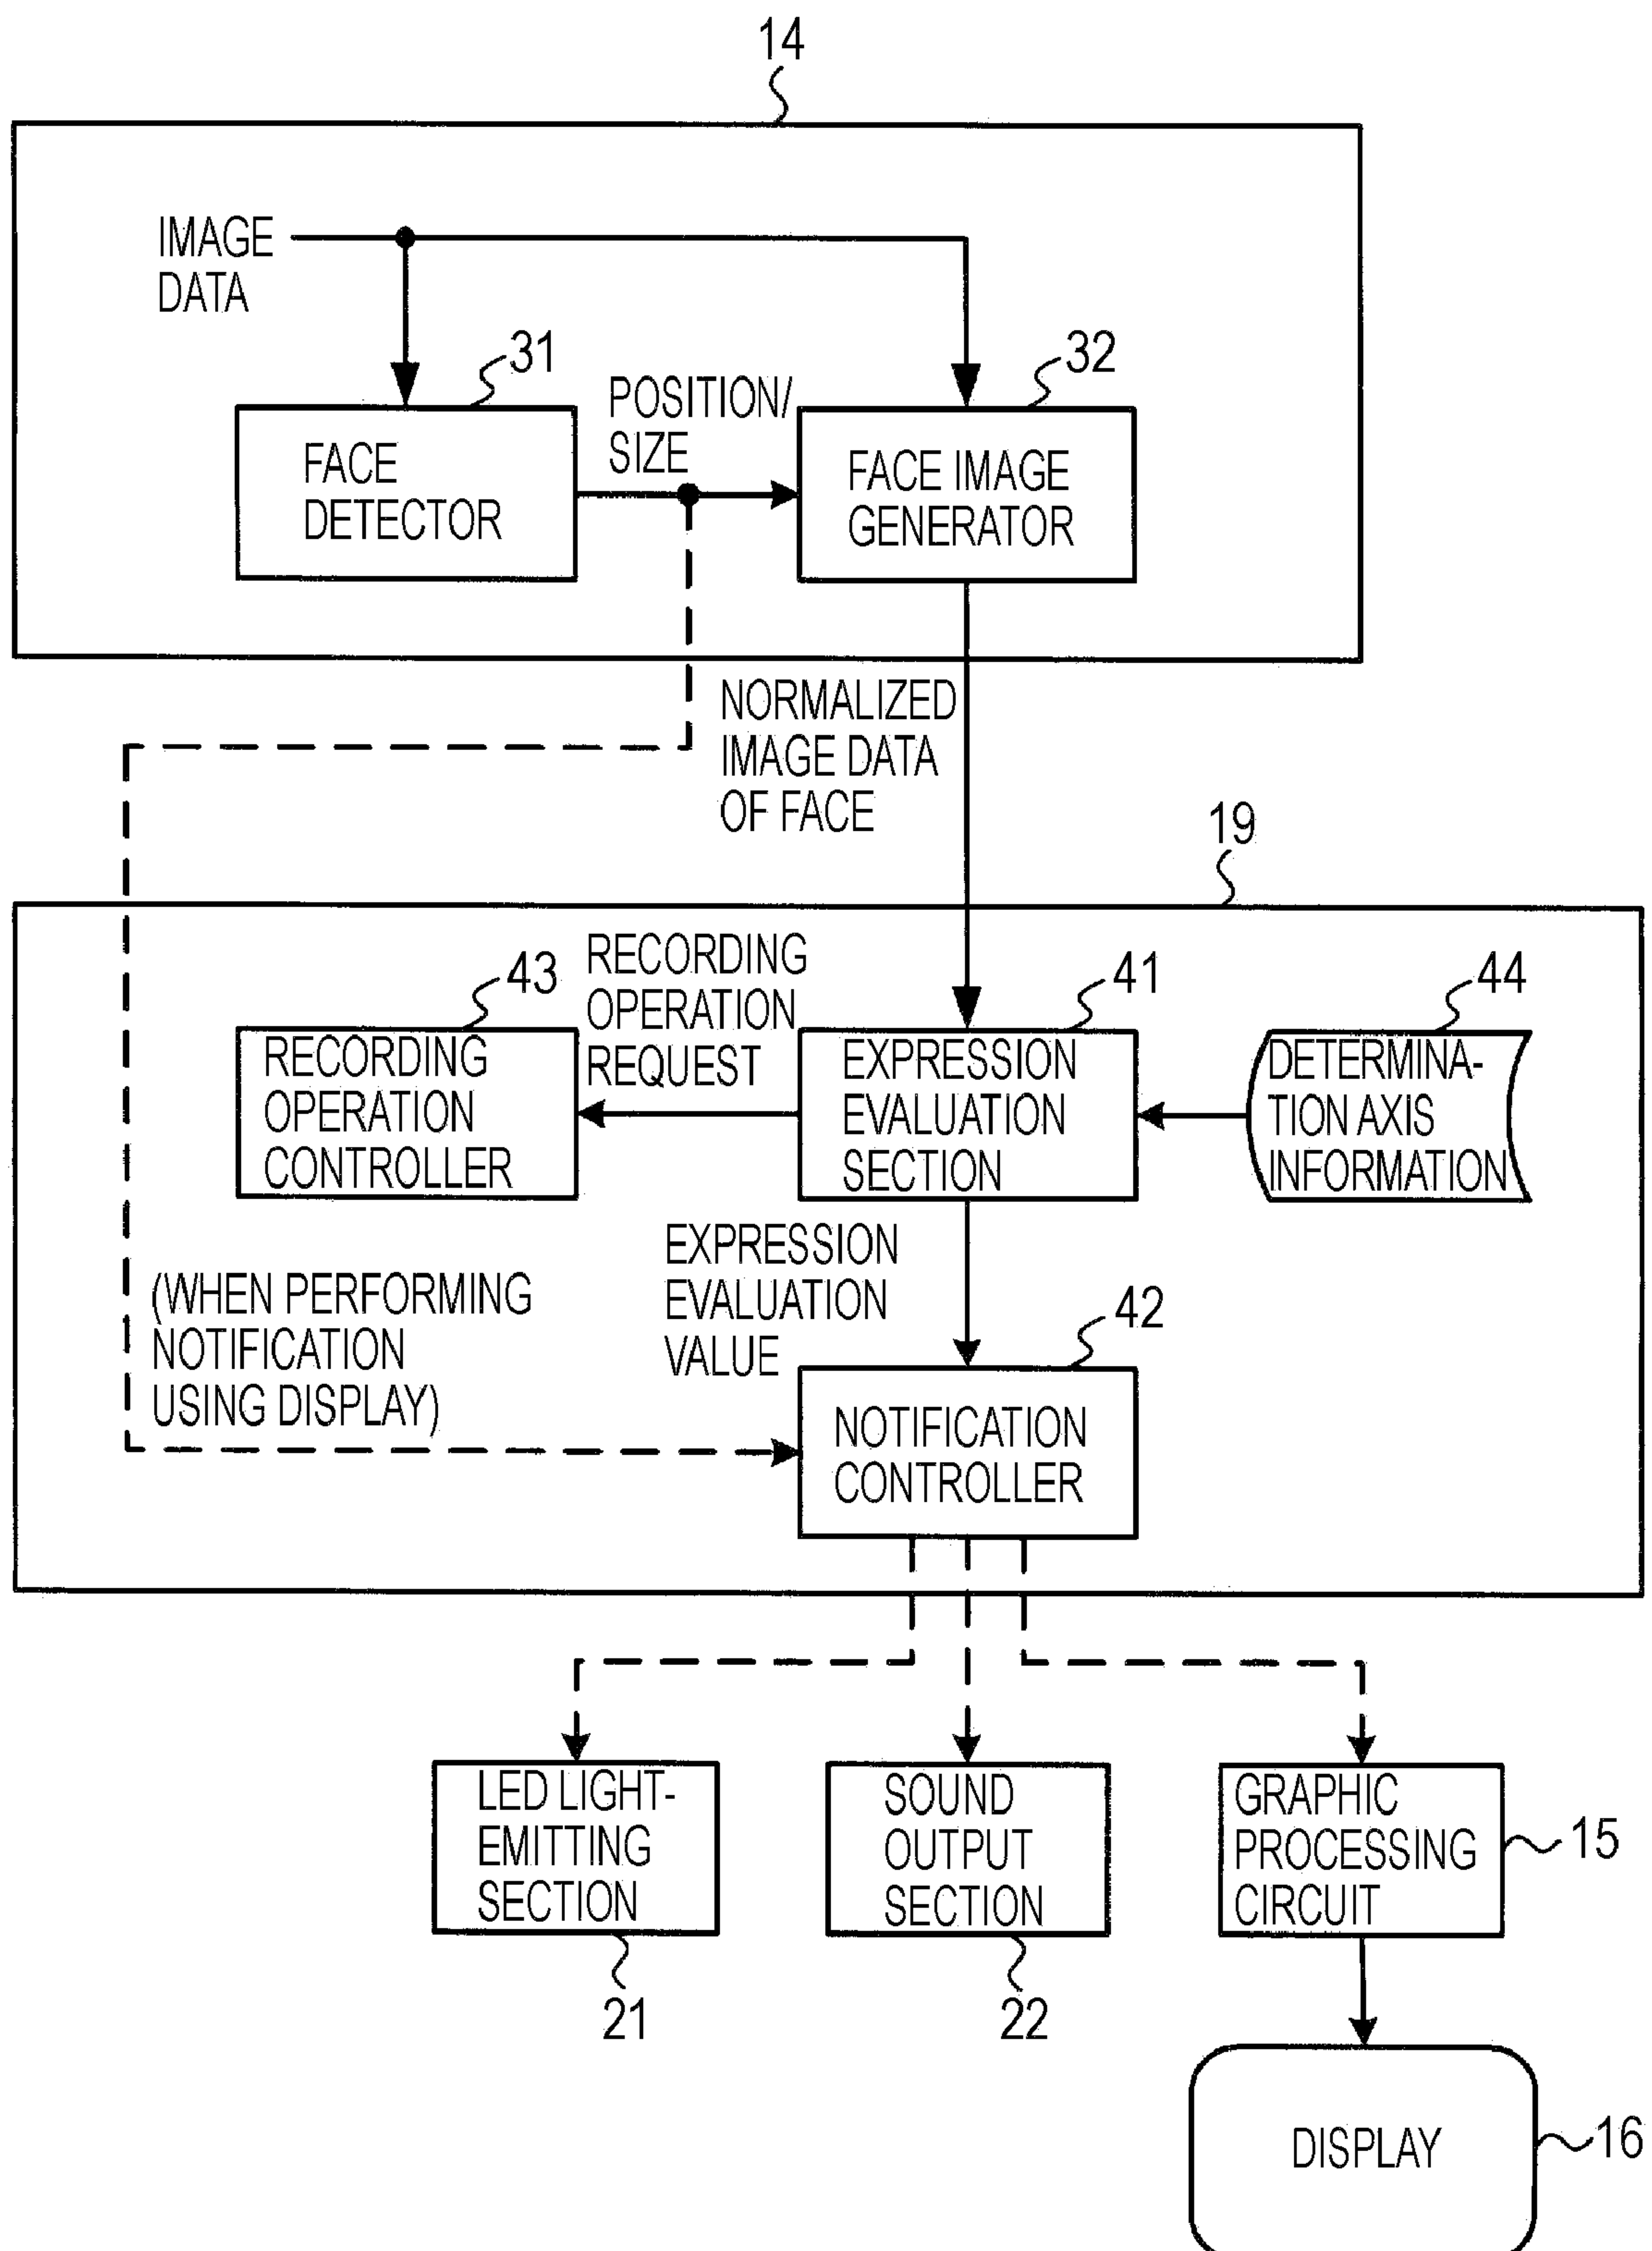 14
IMAGE
DATA
31
32
POSITION/
SIZE
FACE
DETECTOR
FACE IMAGE
GENERATOR
NORMALIZED
IMAGE DATA
OF FACE
19
43
RECORDING
OPERATION
REQUEST
41
44
RECORDING
OPERATION
CONTROLLER
EXPRESSION
EVALUATION
SECTION
DETERMINA-
TION AXIS
INFORMATION
EXPRESSION
EVALUATION
VALUE
(WHEN PERFORMING
NOTIFICATION
USING DISPLAY)
42
NOTIFICATION
CONTROLLER
LED LIGHT-
EMITTING
SECTION
21
SOUND
OUTPUT
SECTION
22
GRAPHIC
PROCESSING
CIRCUIT
15
DISPLAY
16